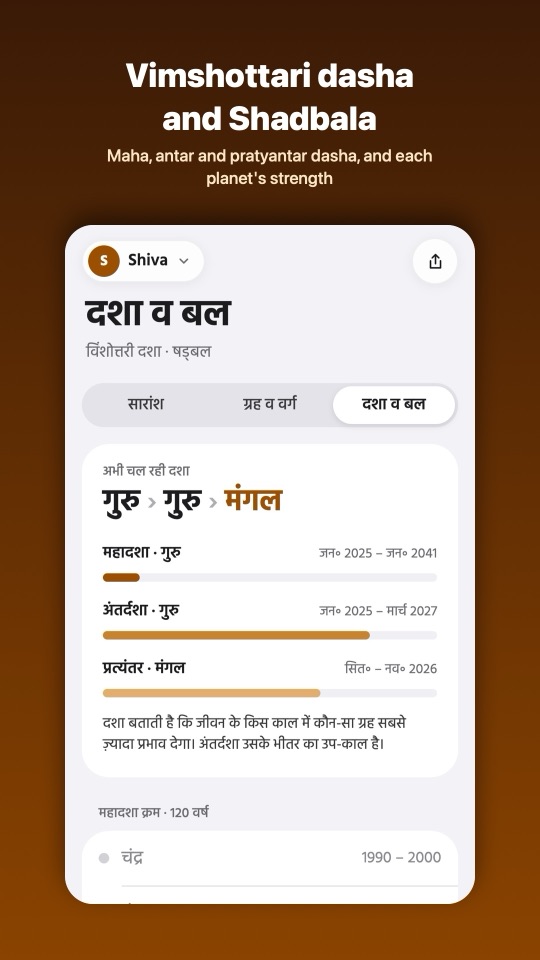 Vimshottari dasha
and Shadbala
Maha, antar and pratyantar dasha, and each
planet's strength
S Shiva
दशा व बल
विंशोत्तरी दशा · षड्बल
सारांश ग्रह व वर्ग दशा व बल
अभी चल रही दशा
गुरु › गुरु › मंगल
महादशा · गुरु जन॰ 2025 – जन॰ 2041
अंतर्दशा · गुरु जन॰ 2025 – मार्च 2027
प्रत्यंतर · मंगल सित॰ – नव॰ 2026
दशा बताती है कि जीवन के किस काल में कौन-सा ग्रह सबसे
ज़्यादा प्रभाव देगा। अंतर्दशा उसके भीतर का उप-काल है।
महादशा क्रम · 120 वर्ष
चंद्र 1990 – 2000